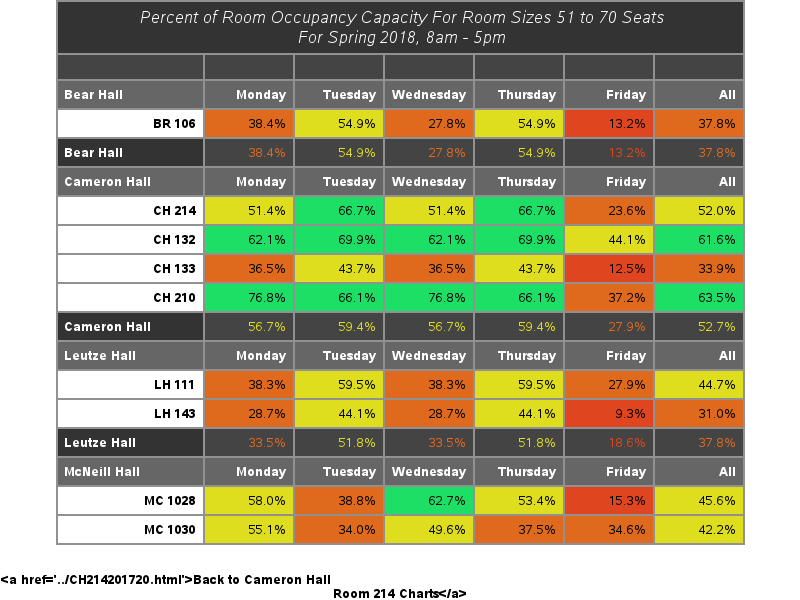 Percent of Room Occupancy Capacity For Room Sizes 51 to 70 Seats
For Spring 2018, 8am - 5pm
Bear Hall Monday Tuesday Wednesday Thursday Friday All
BR 106 38.4% 54.9% 27.8% 54.9% 13.2% 37.8%
Bear Hall 38.4% 54.9% 27.8% 54.9% 13.2% 37.8%
Cameron Hall Monday Tuesday Wednesday Thursday Friday All
CH 214 51.4% 66.7% 51.4% 66.7% 23.6% 52.0%
CH 132 62.1% 69.9% 62.1% 69.9% 44.1% 61.6%
CH 133 36.5% 43.7% 36.5% 43.7% 12.5% 33.9%
CH 210 76.8% 66.1% 76.8% 66.1% 37.2% 63.5%
Cameron Hall 56.7% 59.4% 56.7% 59.4% 27.9% 52.7%
Leutze Hall Monday Tuesday Wednesday Thursday Friday All
LH 111 38.3% 59.5% 38.3% 59.5% 27.9% 44.7%
LH 143 28.7% 44.1% 28.7% 44.1% 9.3% 31.0%
Leutze Hall 33.5% 51.8% 33.5% 51.8% 18.6% 37.8%
McNeill Hall Monday Tuesday Wednesday Thursday Friday All
MC 1028 58.0% 38.8% 62.7% 53.4% 15.3% 45.6%
MC 1030 55.1% 34.0% 49.6% 37.5% 34.6% 42.2%
&lt;a href='../CH214201720.html'&gt;Back to Cameron Hall
Room 214 Charts&lt;/a&gt;